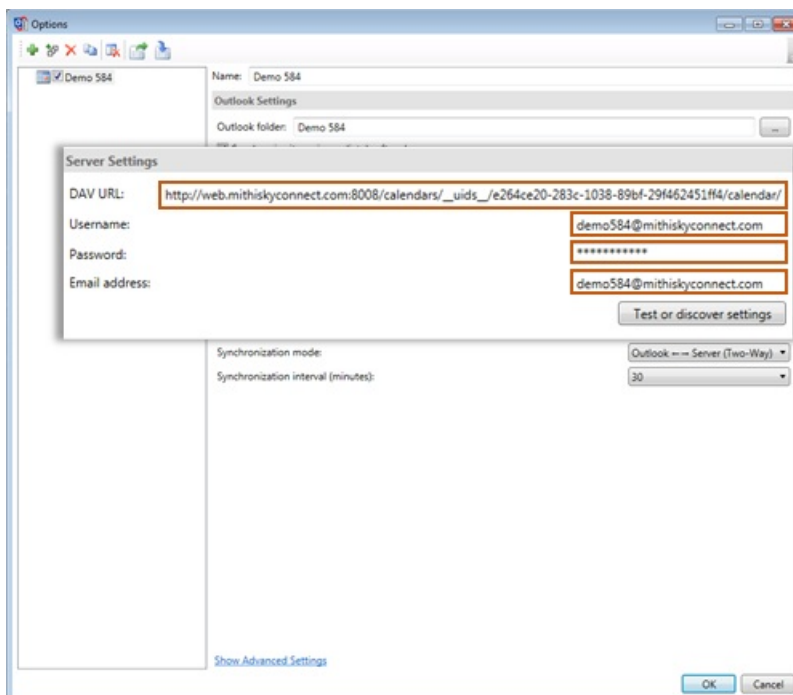 Options
Demo 584
Name: Demo 584
Outlook Settings
Outlook folder: Demo 584 ...
Server Settings
DAV URL: http://web.mithiskyconnect.com:8008/calendars/__uids__/e264ce20-283c-1038-89bf-29f462451ff4/calendar/
Username: demo584@mithiskyconnect.com
Password: ***********
Email address: demo584@mithiskyconnect.com
Test or discover settings
Synchronization mode: Outlook ←→ Server (Two-Way)
Synchronization interval (minutes): 30
Show Advanced Settings
OK Cancel